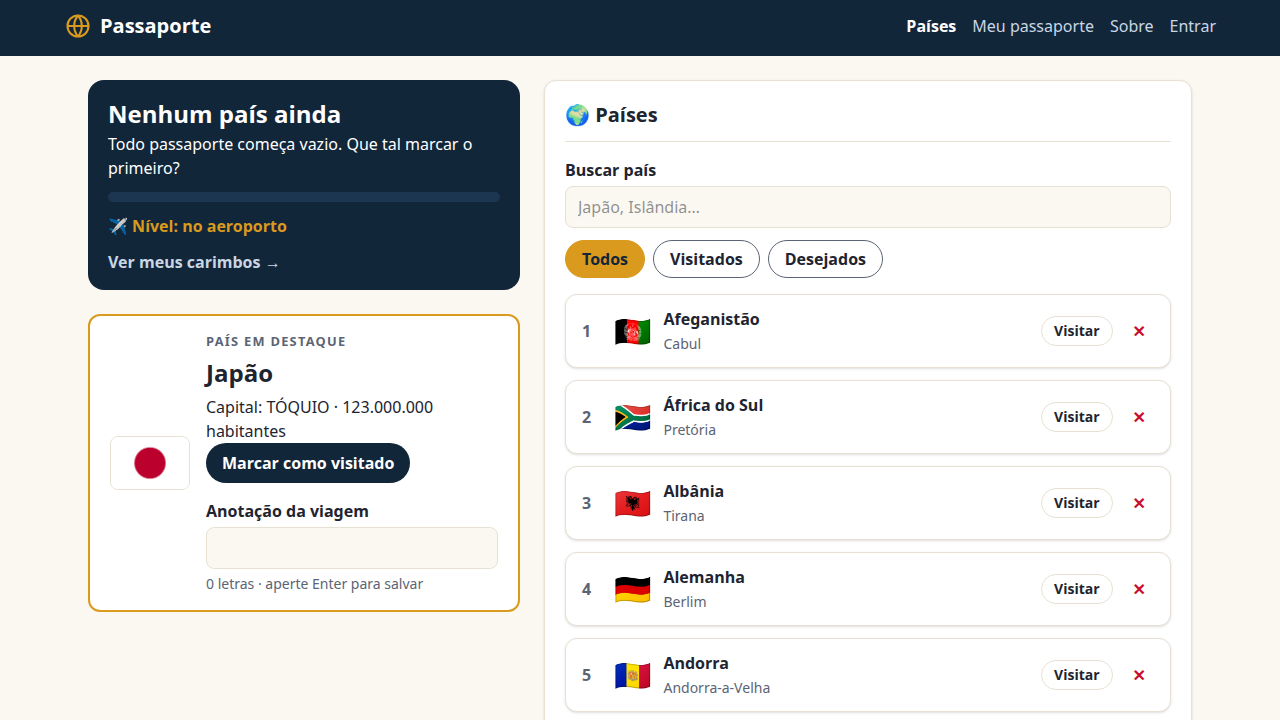 Passaporte
Países
Meu passaporte
Sobre
Entrar
Nenhum país ainda
Todo passaporte começa vazio. Que tal marcar o
primeiro?
Nível: no aeroporto
Ver meus carimbos →
PAÍS EM DESTAQUE
Japão
Capital: TÓQUIO · 123.000.000
habitantes
Marcar como visitado
Anotação da viagem
0 letras · aperte Enter para salvar
Países
Buscar país
Japão, Islândia...
Todos
Visitados
Desejados
1
Afeganistão
Cabul
Visitar
✕
2
África do Sul
Pretória
Visitar
✕
3
Albânia
Tirana
Visitar
✕
4
Alemanha
Berlim
Visitar
✕
5
Andorra
Andorra-a-Velha
Visitar
✕